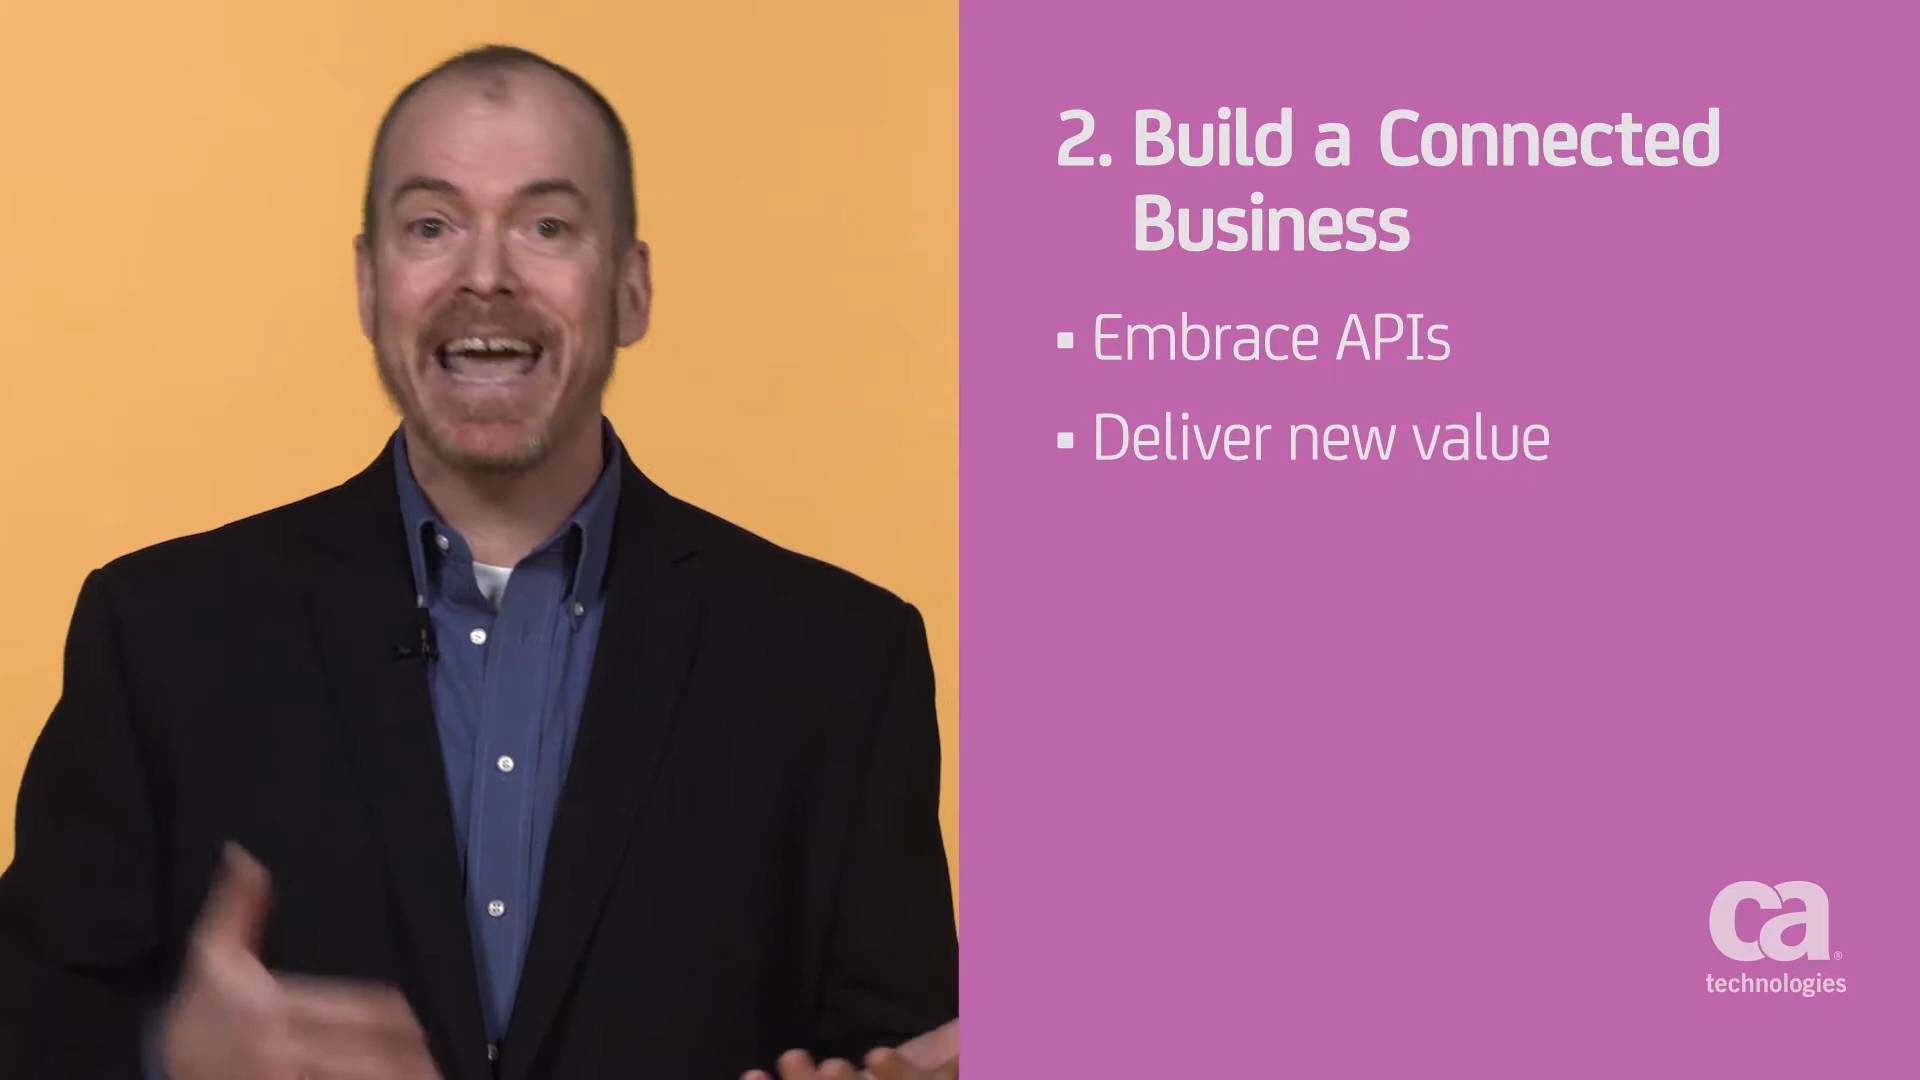 2. Build a Connected
Business
▪ Embrace APIs
▪ Deliver new value
ca®
technologies